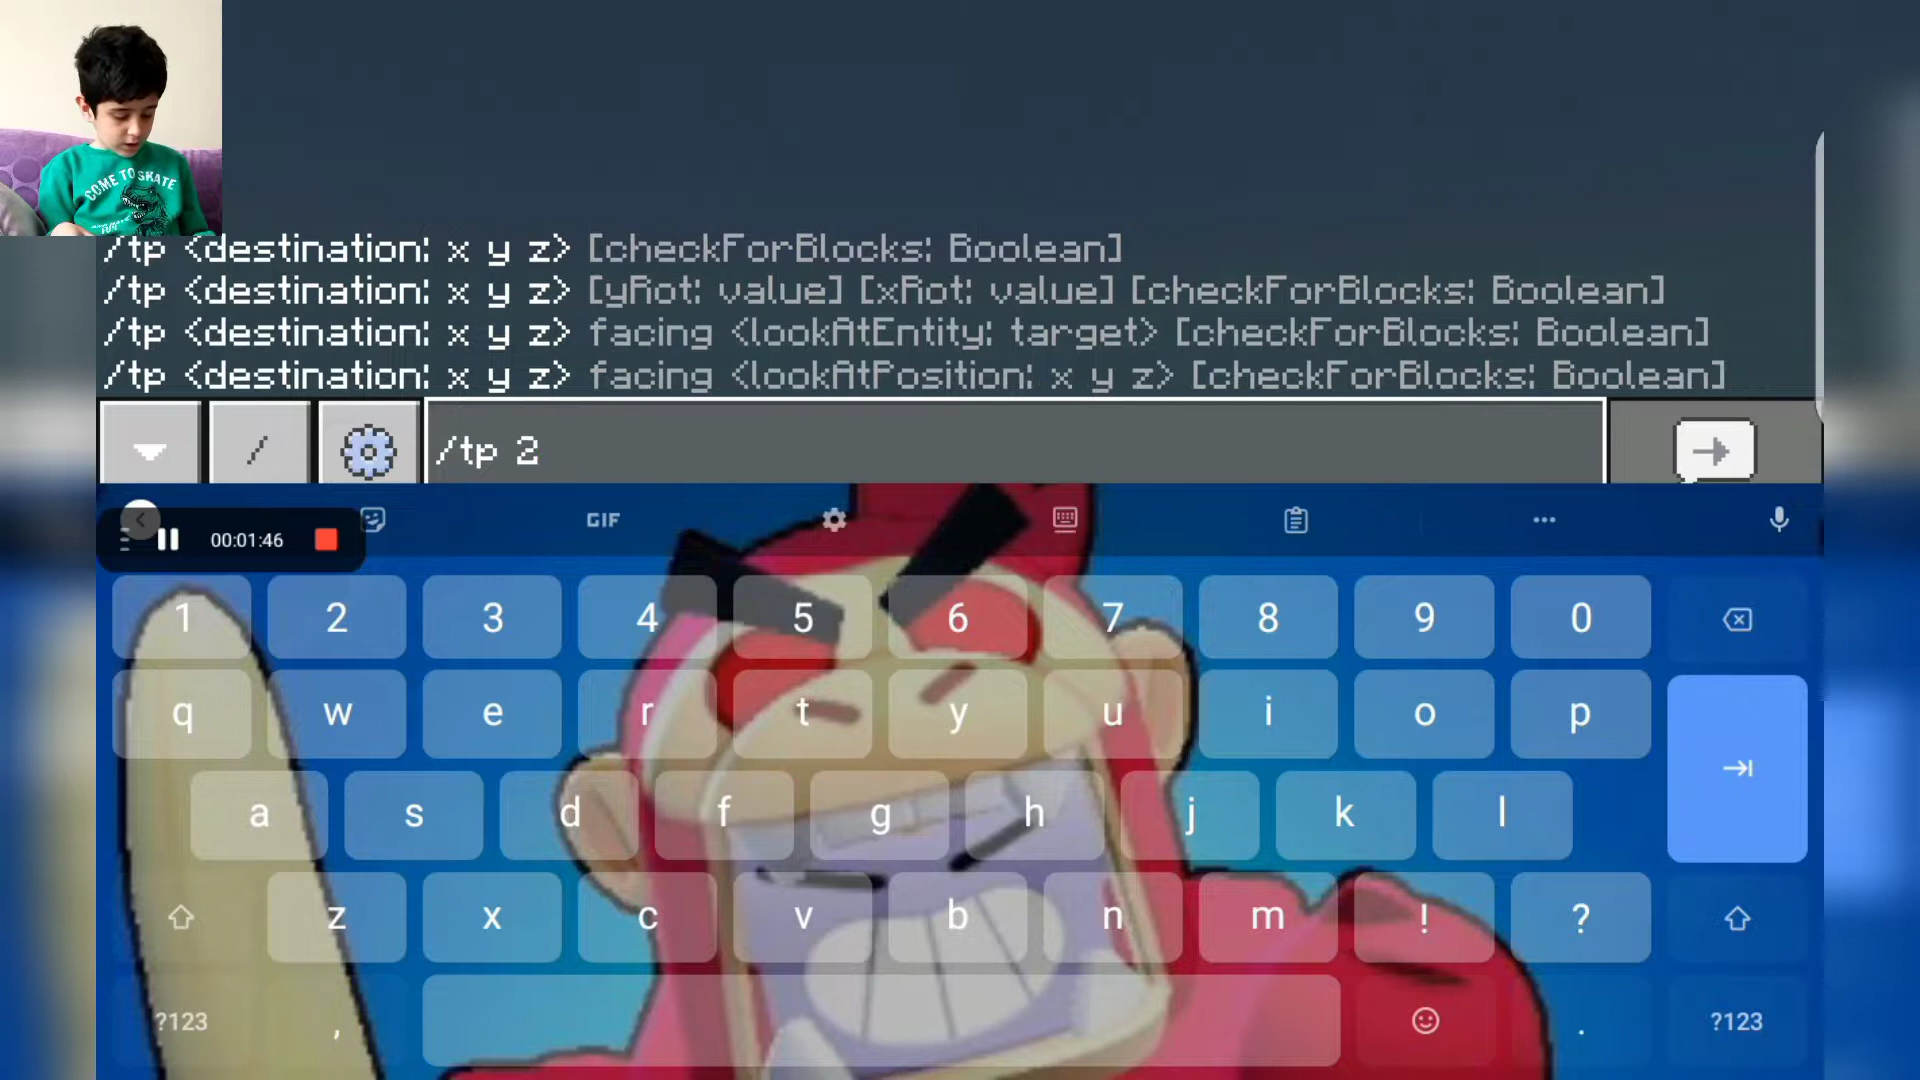 COME TO SKATE
/tp <destination: x y z> [checkForBlocks: Boolean]
/tp <destination: x y z> [yRot: value] [xRot: value] [checkForBlocks: Boolean]
/tp <destination: x y z> facing <lookAtEntity: target> [checkForBlocks: Boolean]
/tp <destination: x y z> facing <lookAtPosition: x y z> [checkForBlocks: Boolean]
/ /tp 2
00:01:46 GIF
1 2 3 4 5 6 7 8 9 0
q w e r t y u i o p
a s d f g h j k l
z x c v b n m ! ?
?123 , . ?123